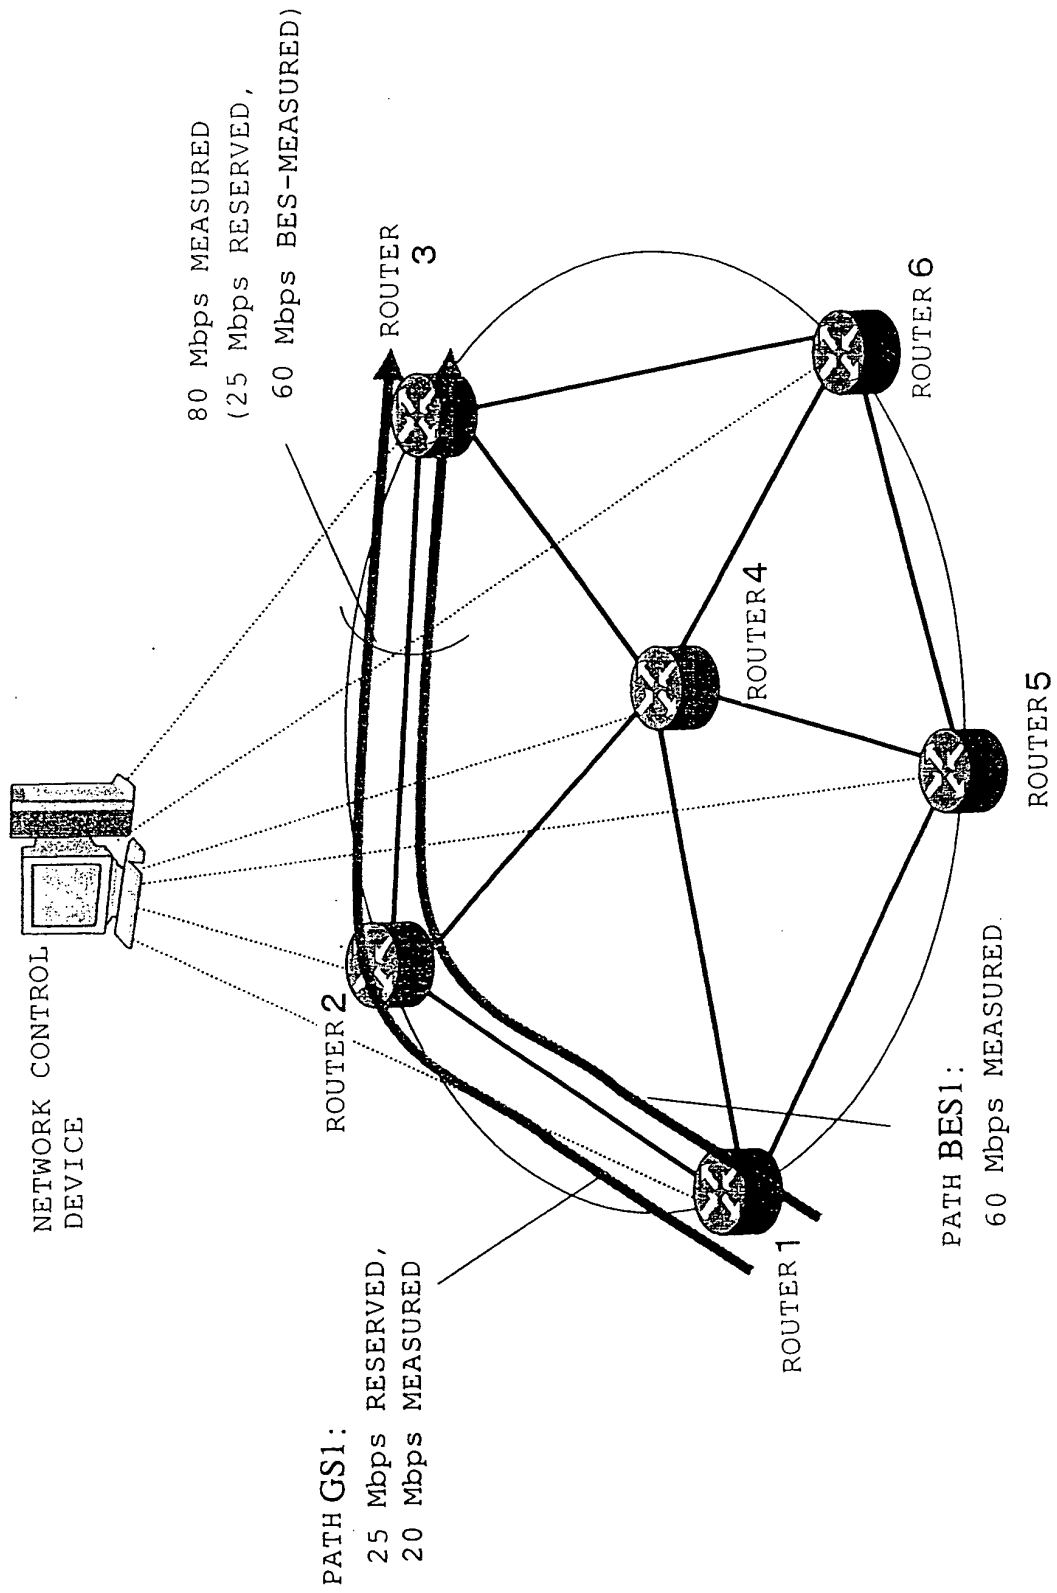 NETWORK CONTROL
DEVICE
80 Mbps MEASURED
(25 Mbps RESERVED,
60 Mbps BES-MEASURED)
PATH GS1:
25 Mbps RESERVED,
20 Mbps MEASURED
ROUTER 2
ROUTER
3
ROUTER 4
ROUTER 1
ROUTER 6
ROUTER 5
PATH BES1:
60 Mbps MEASURED